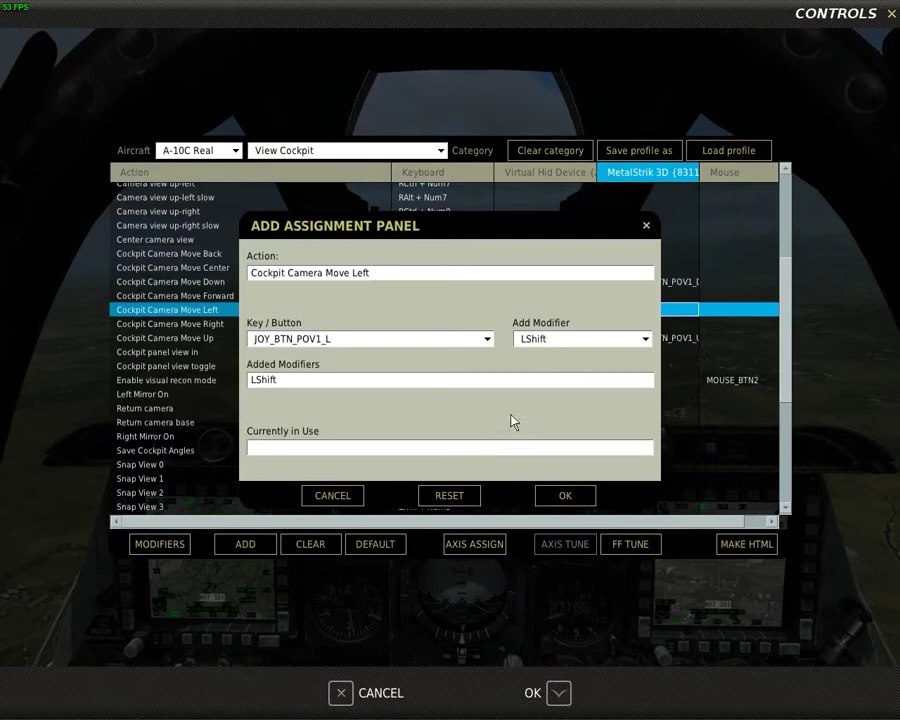 53 FPS
CONTROLS
Aircraft A-10C Real View Cockpit Category Clear category Save profile as Load profile
Action Keyboard Virtual Hid Device { MetalStrik 3D {8311 Mouse
Camera view up-left RCtrl + Num7
Camera view up-left slow RAlt + Num7
Camera view up-right
Camera view up-right slow
Center camera view
Cockpit Camera Move Back
Cockpit Camera Move Center
Cockpit Camera Move Down
Cockpit Camera Move Forward
Cockpit Camera Move Left
Cockpit Camera Move Right
Cockpit Camera Move Up
Cockpit panel view in
Cockpit panel view toggle
Enable visual recon mode MOUSE_BTN2
Left Mirror On
Return camera
Return camera base
Right Mirror On
Save Cockpit Angles
Snap View 0
Snap View 1
Snap View 2
Snap View 3
ADD ASSIGNMENT PANEL
Action:
Cockpit Camera Move Left
Key / Button Add Modifier
JOY_BTN_POV1_L LShift
Added Modifiers
LShift
Currently in Use
CANCEL RESET OK
MODIFIERS ADD CLEAR DEFAULT AXIS ASSIGN AXIS TUNE FF TUNE MAKE HTML
CANCEL OK